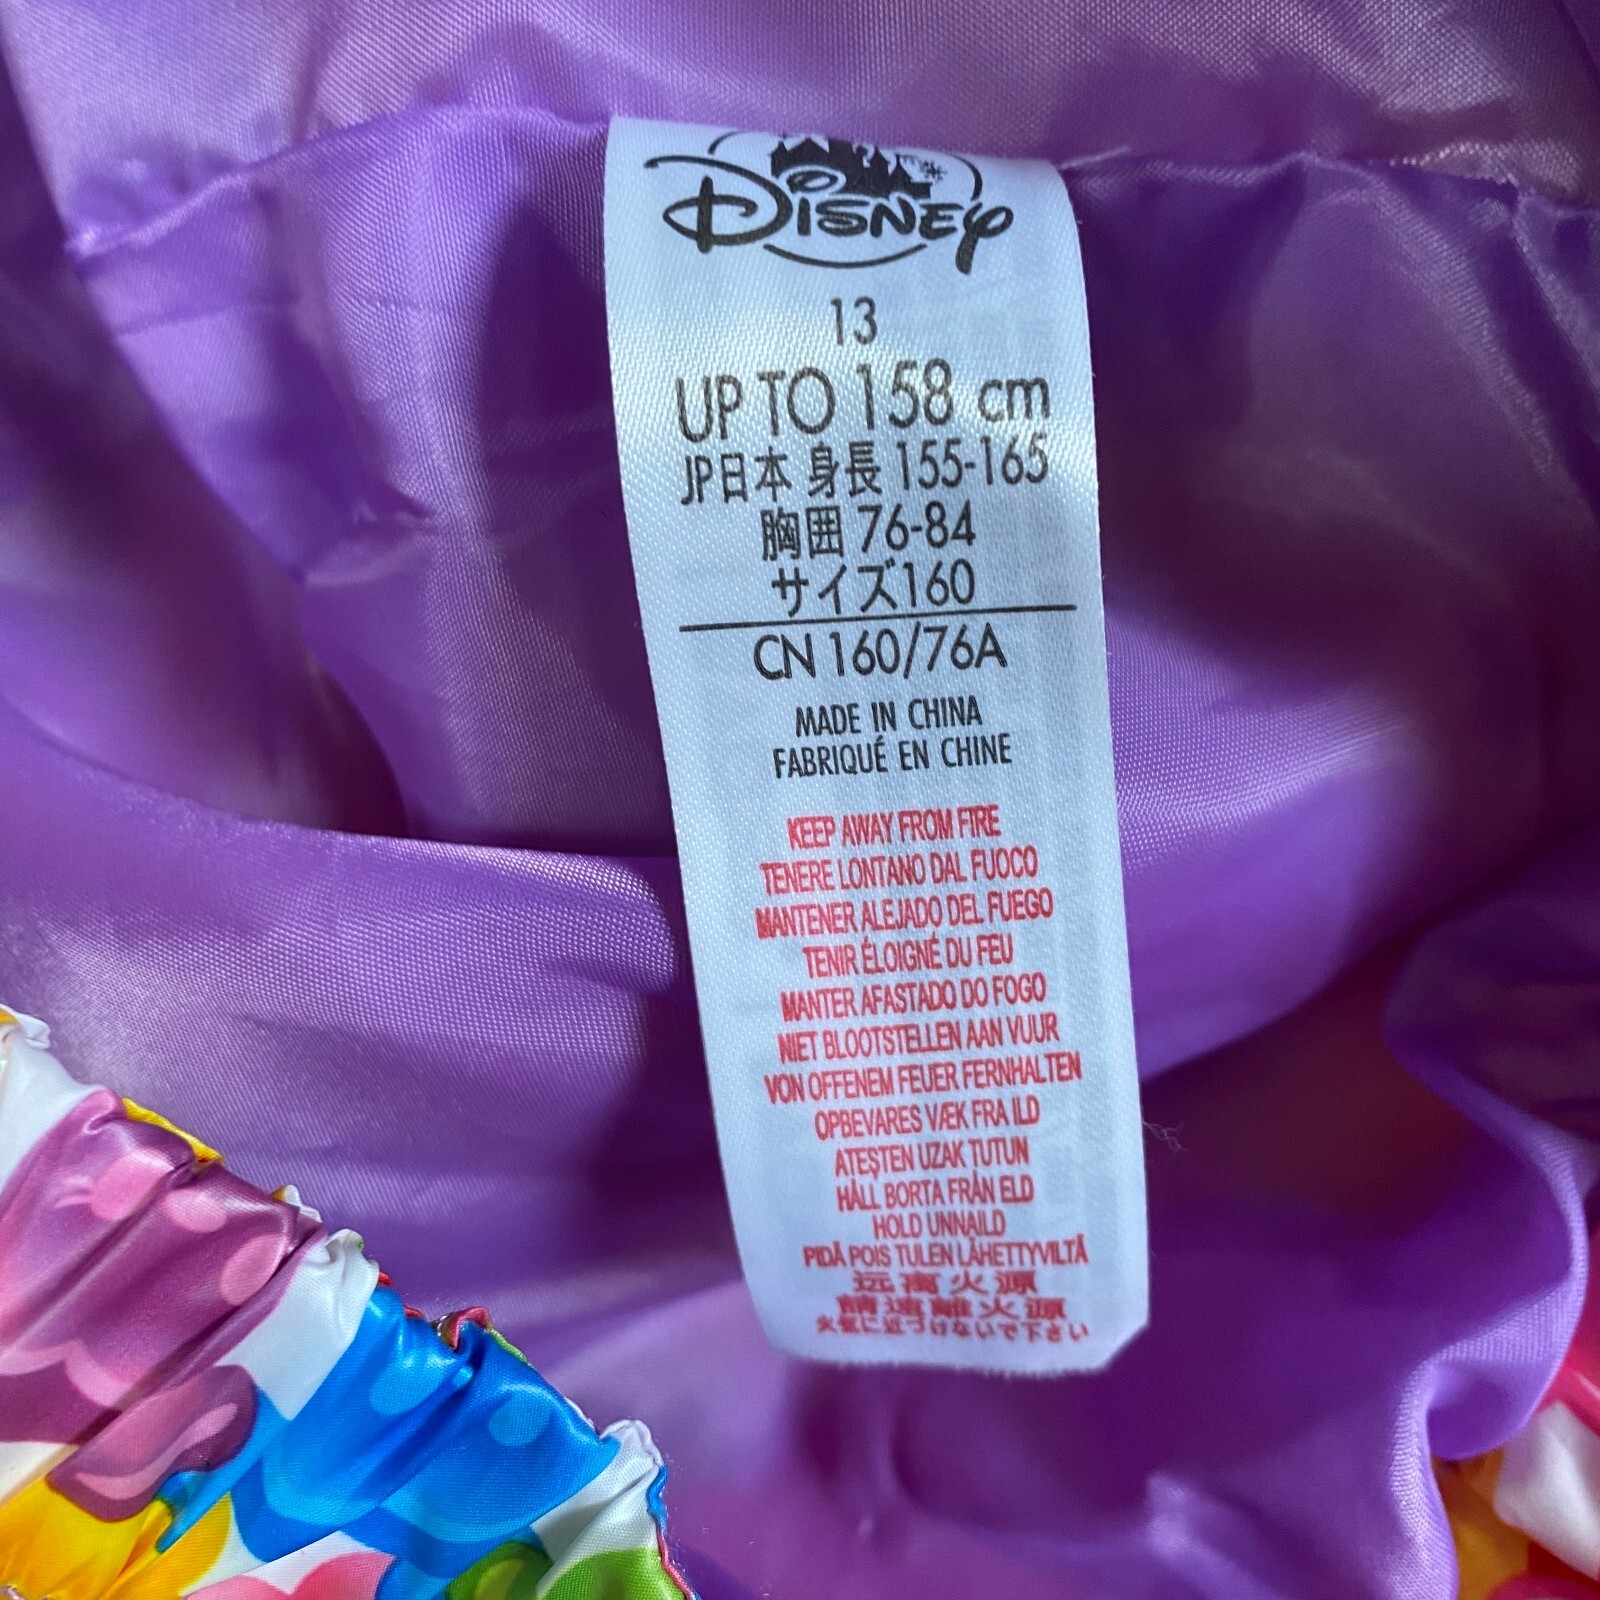 Disney
13
UP TO 158 cm
JP日本 身長 155-165
胸囲 76-84
サイズ160
CN 160/76A
MADE IN CHINA
FABRIQUÉ EN CHINE
KEEP AWAY FROM FIRE
TENERE LONTANO DAL FUOCO
MANTENER ALEJADO DEL FUEGO
TENIR ÉLOIGNÉ DU FEU
MANTER AFASTADO DO FOGO
NIET BLOOTSTELLEN AAN VUUR
VON OFFENEM FEUER FERNHALTEN
OPBEVARES VÆK FRA ILD
ATEŞTEN UZAK TUTUN
HÅLL BORTA FRÅN ELD
HOLD UNNA ILD
PIDÄ POIS TULEN LÄHETTYVILTÄ
远离火源
請遠離火源
火気に近づけないで下さい